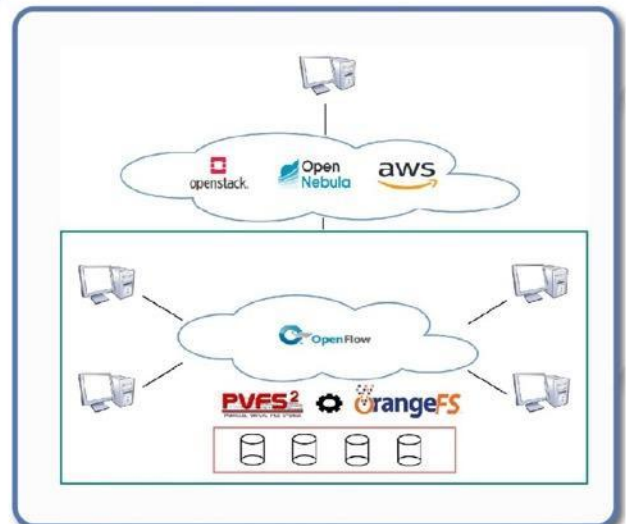 openstack.
Open
Nebula
aws
OpenFlow
PVFS2
OrangeFS